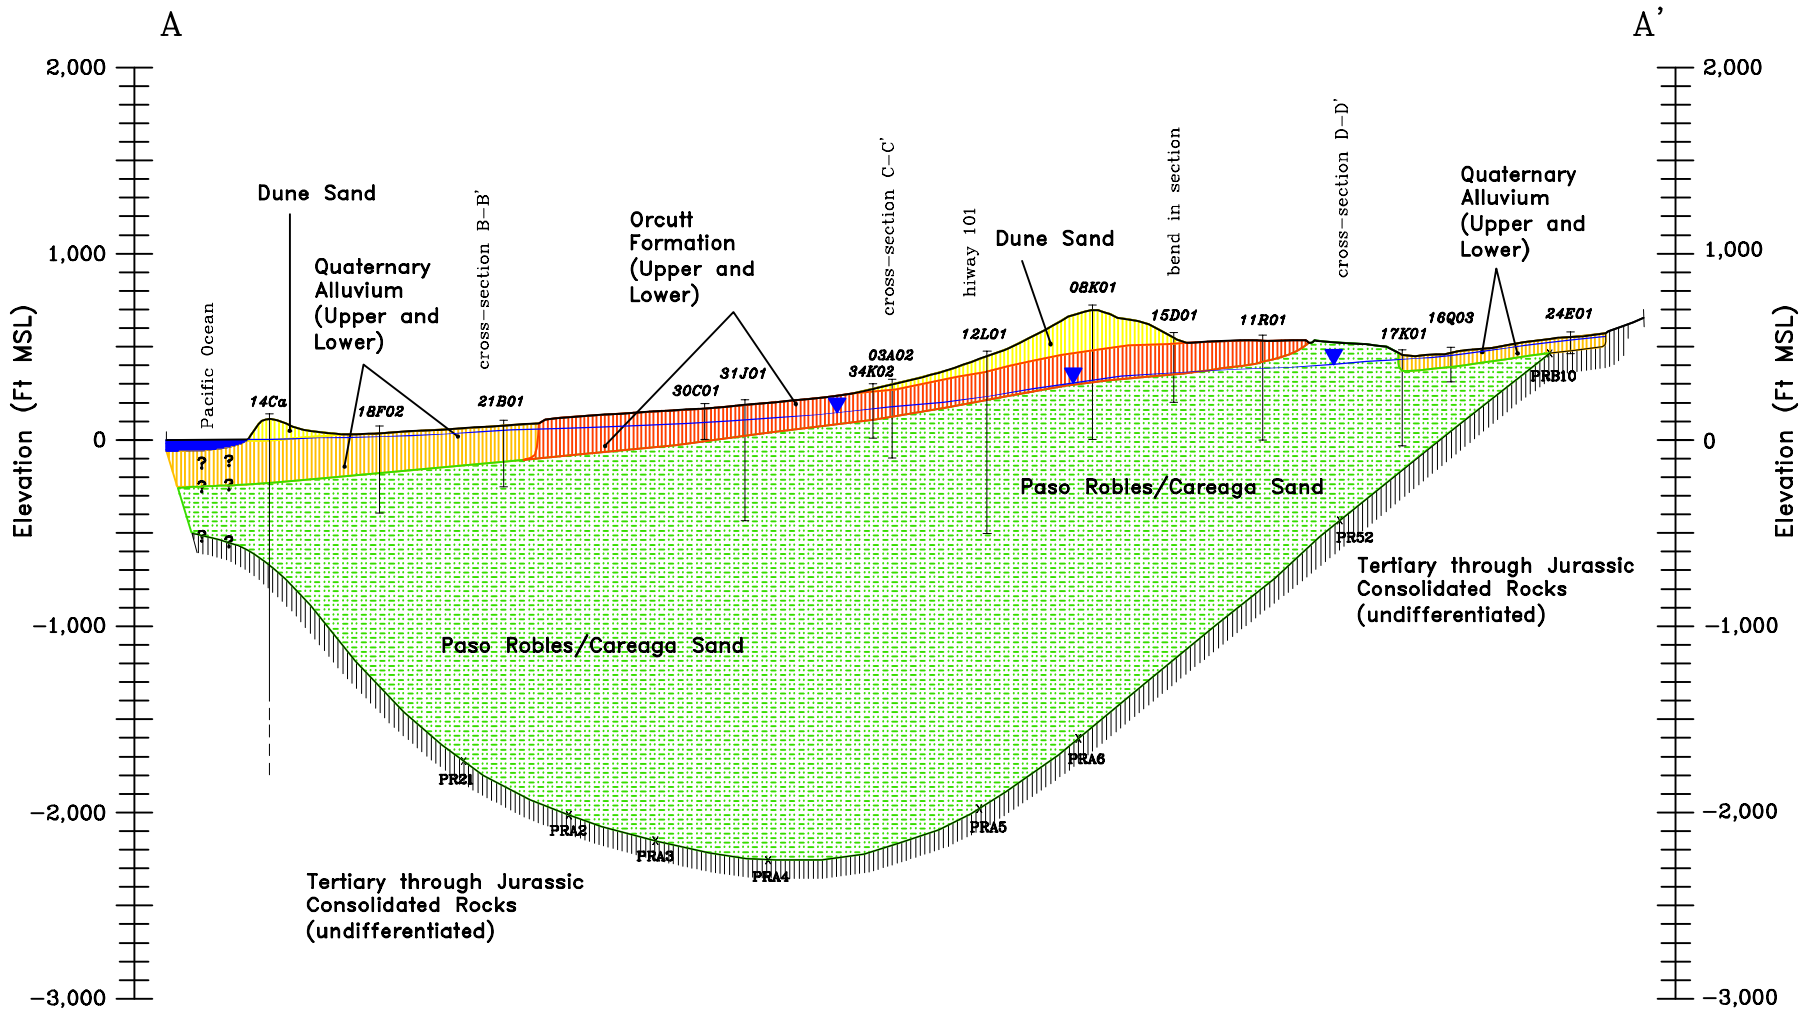 A
A'
2,000
1,000
0
-1,000
-2,000
-3,000
Elevation (Ft MSL)
2,000
1,000
0
-1,000
-2,000
-3,000
Elevation (Ft MSL)
Pacific Ocean
cross-section B-B'
cross-section C-C'
hiway 101
bend in section
cross-section D-D'
Dune Sand
Quaternary
Alluvium
(Upper and
Lower)
Orcutt
Formation
(Upper and
Lower)
Dune Sand
Quaternary
Alluvium
(Upper and
Lower)
14Ca
18F02
21B01
30C01
31J01
34K02
03A02
12L01
08K01
15D01
11R01
17K01
16Q03
24E01
? ?
? ?
? ?
Paso Robles/Careaga Sand
Paso Robles/Careaga Sand
PR21
PRA2
PRA3
PRA4
PRA5
PRA6
PR52
PRB10
Tertiary through Jurassic
Consolidated Rocks
(undifferentiated)
Tertiary through Jurassic
Consolidated Rocks
(undifferentiated)